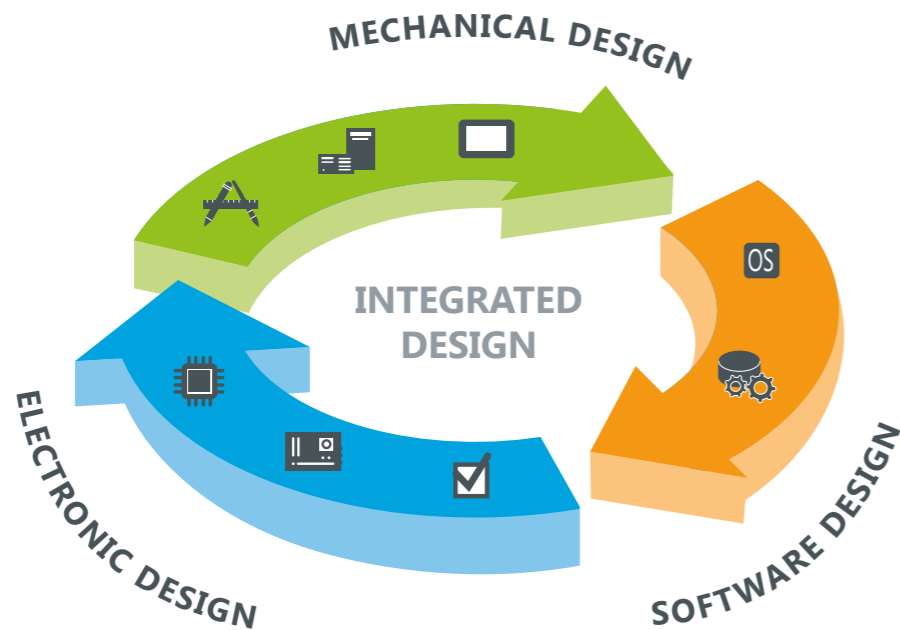 MECHANICAL DESIGN
OS
INTEGRATED
DESIGN
ELECTRONIC DESIGN
SOFTWARE DESIGN